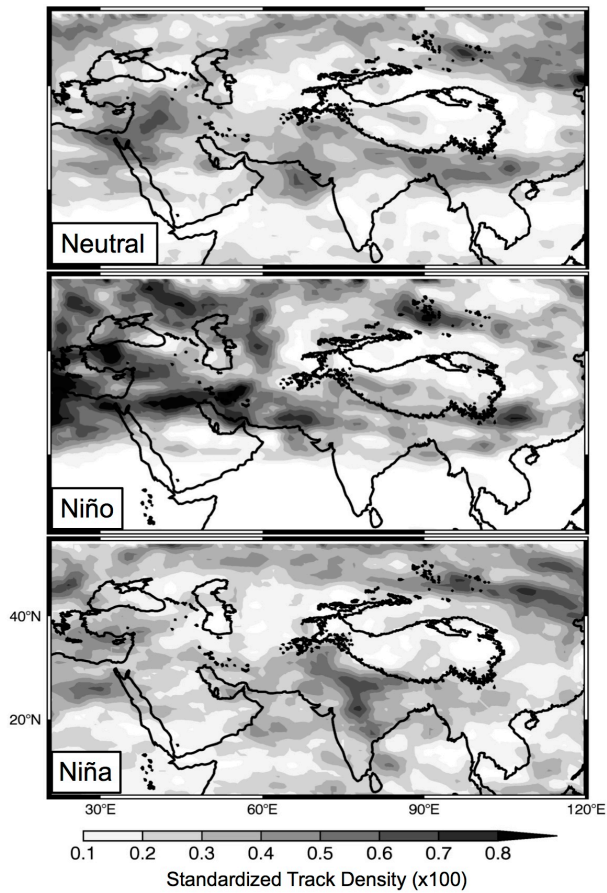 Neutral
Niño
40°N
20°N
Niña
30°E
60°E
90°E
120°E
0.1 0.2 0.3 0.4 0.5 0.6 0.7 0.8
Standardized Track Density (x100)